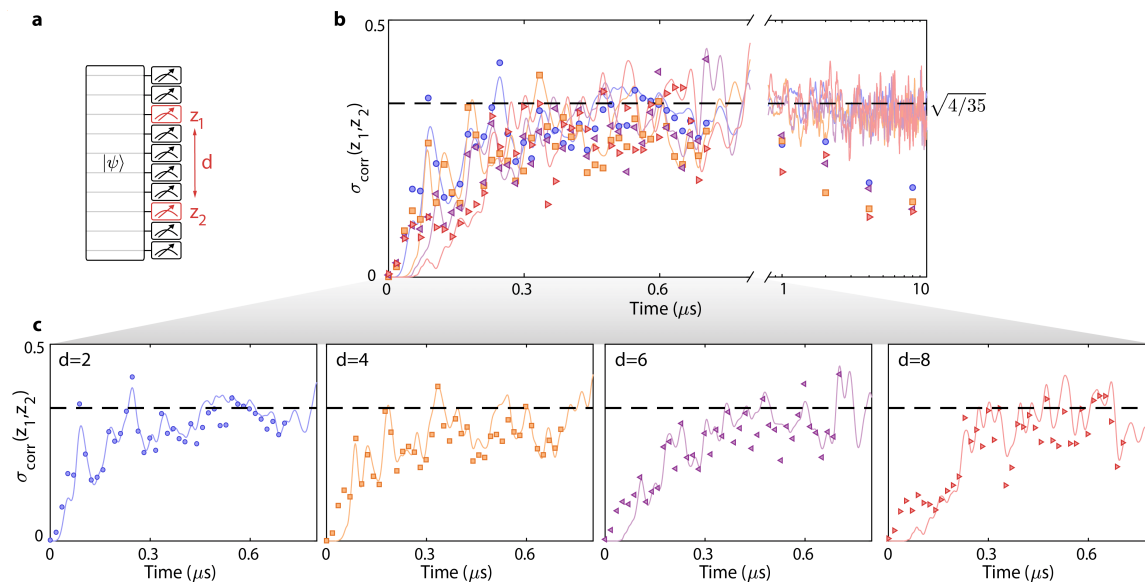 a
|ψ⟩
z₁
d
z₂
b
0.5
σcorr(z₁,z₂)
0
√4/35
0
0.3
0.6
1
10
Time (μs)
Time (μs)
c
0.5
σcorr(z₁,z₂)
0
d=2
d=4
d=6
d=8
0
0.3
0.6
0
0.3
0.6
0
0.3
0.6
0
0.3
0.6
Time (μs)
Time (μs)
Time (μs)
Time (μs)